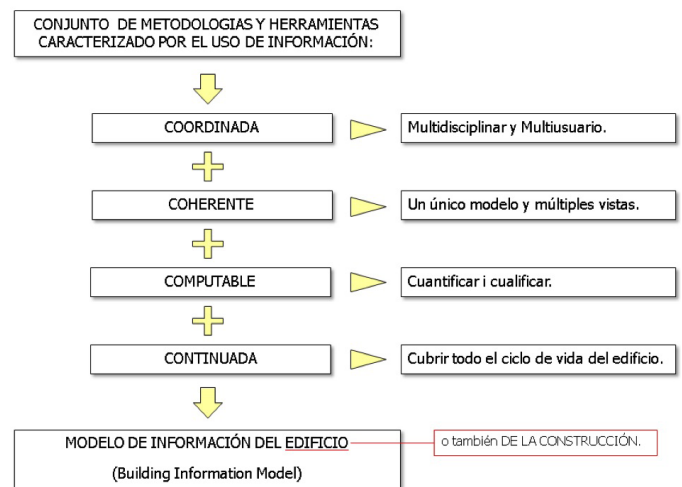 CONJUNTO DE METODOLOGIAS Y HERRAMIENTAS
CARACTERIZADO POR EL USO DE INFORMACIÓN:
COORDINADA
Multidisciplinar y Multiusuario.
COHERENTE
Un único modelo y múltiples vistas.
COMPUTABLE
Cuantificar i cualificar.
CONTINUADA
Cubrir todo el ciclo de vida del edificio.
MODELO DE INFORMACIÓN DEL EDIFICIO
o también DE LA CONSTRUCCIÓN.
(Building Information Model)